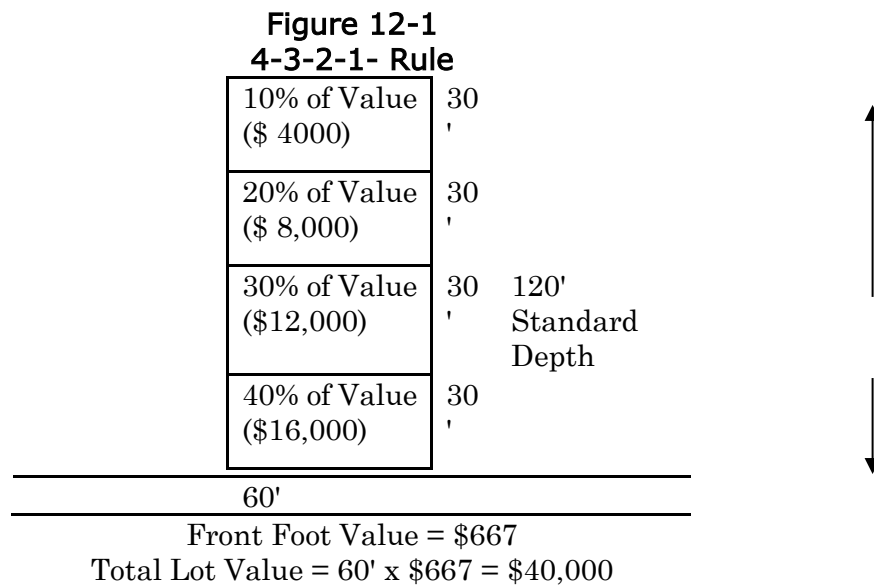 Figure 12-1
4-3-2-1- Rule
10% of Value 30
($ 4000) '
20% of Value 30
($ 8,000) '
30% of Value 30 120'
($12,000) ' Standard
Depth
40% of Value 30
($16,000) '
60'
Front Foot Value = $667
Total Lot Value = 60' x $667 = $40,000